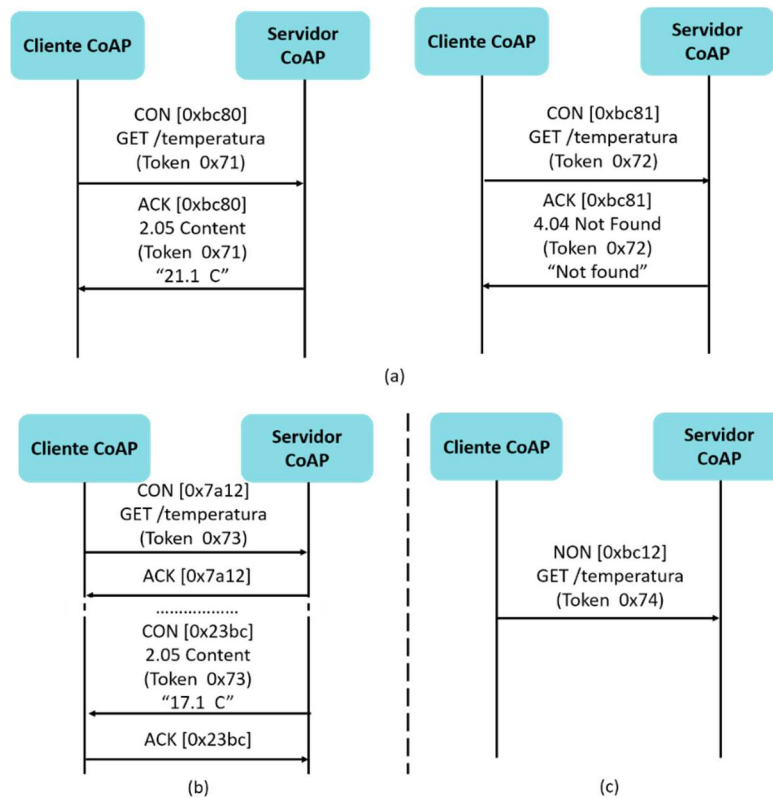 Cliente CoAP
Servidor
CoAP
CON [0xbc80]
GET /temperatura
(Token 0x71)
ACK [0xbc80]
2.05 Content
(Token 0x71)
“21.1 C”
Cliente CoAP
Servidor
CoAP
CON [0xbc81]
GET /temperatura
(Token 0x72)
ACK [0xbc81]
4.04 Not Found
(Token 0x72)
“Not found”
(a)
Cliente CoAP
Servidor
CoAP
CON [0x7a12]
GET /temperatura
(Token 0x73)
ACK [0x7a12]
..................
CON [0x23bc]
2.05 Content
(Token 0x73)
“17.1 C”
ACK [0x23bc]
(b)
Cliente CoAP
Servidor
CoAP
NON [0xbc12]
GET /temperatura
(Token 0x74)
(c)